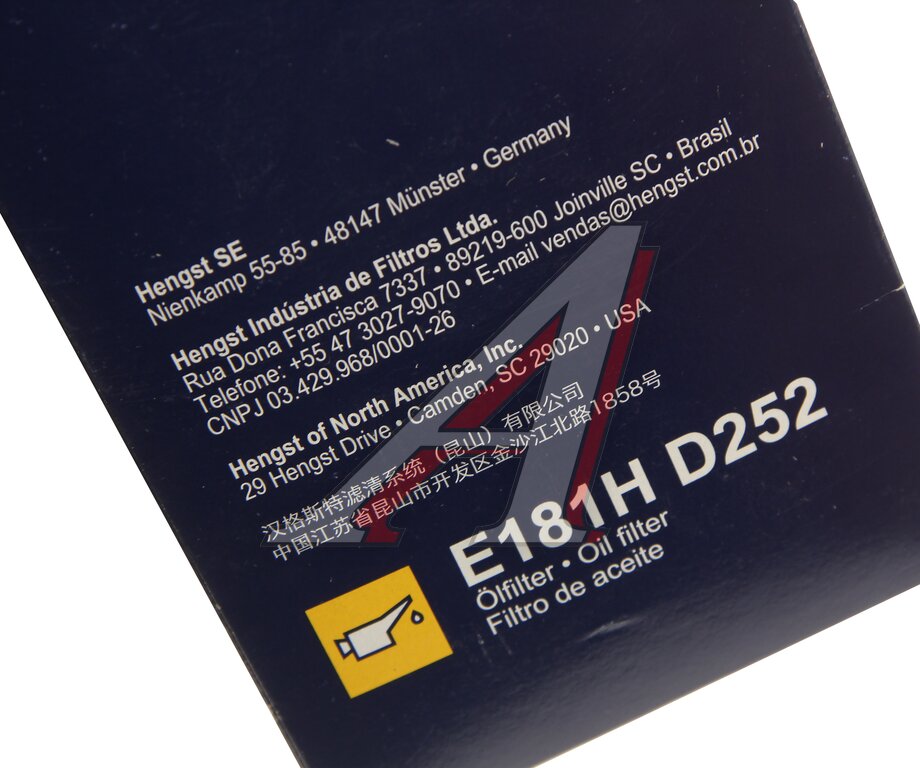 Hengst SE
Nienkamp 55-85 • 48147 Münster • Germany
Hengst Indústria de Filtros Ltda.
Rua Dona Francisca 7337 • 89219-600 Joinville SC • Brasil
Telefone: +55 47 3027-9070 • E-mail vendas@hengst.com.br
CNPJ 03.429.968/0001-26
Hengst of North America, Inc.
29 Hengst Drive • Camden, SC 29020 • USA
汉格斯特滤清系统（昆山）有限公司
中国江苏省昆山市开发区金沙江北路1858号
E181H D252
Ölfilter • Oil filter
Filtro de aceite